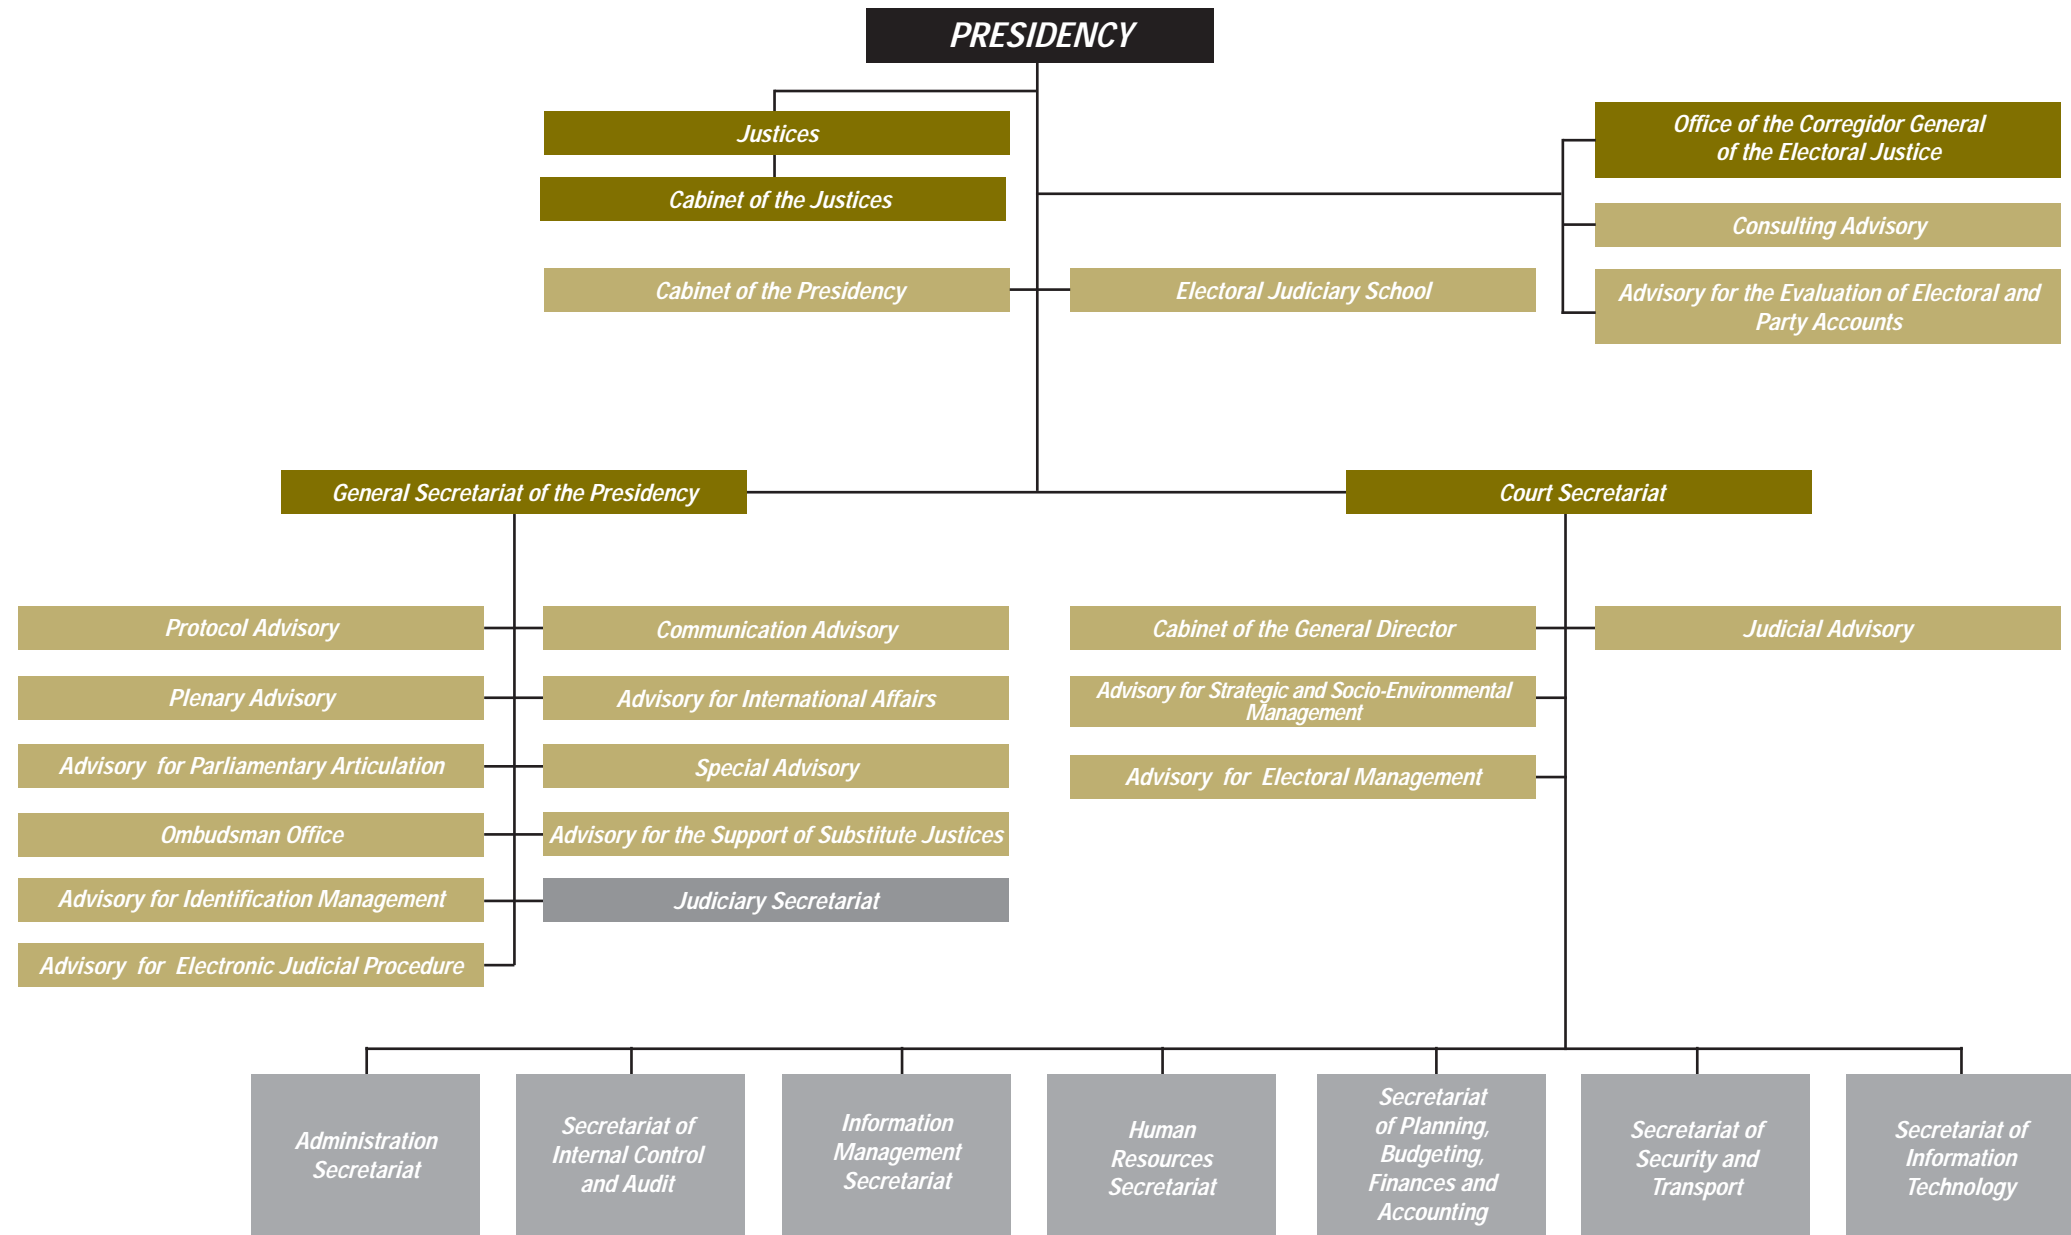 PRESIDENCY
Justices
Cabinet of the Justices
Office of the Corregidor General
of the Electoral Justice
Consulting Advisory
Cabinet of the Presidency
Electoral Judiciary School
Advisory for the Evaluation of Electoral and
Party Accounts
General Secretariat of the Presidency
Court Secretariat
Protocol Advisory
Communication Advisory
Cabinet of the General Director
Judicial Advisory
Plenary Advisory
Advisory for International Affairs
Advisory for Strategic and Socio-Environmental
Management
Advisory for Parliamentary Articulation
Special Advisory
Advisory for Electoral Management
Ombudsman Office
Advisory for the Support of Substitute Justices
Advisory for Identification Management
Judiciary Secretariat
Advisory for Electronic Judicial Procedure
Administration
Secretariat
Secretariat of
Internal Control
and Audit
Information
Management
Secretariat
Human
Resources
Secretariat
Secretariat
of Planning,
Budgeting,
Finances and
Accounting
Secretariat of
Security and
Transport
Secretariat of
Information
Technology